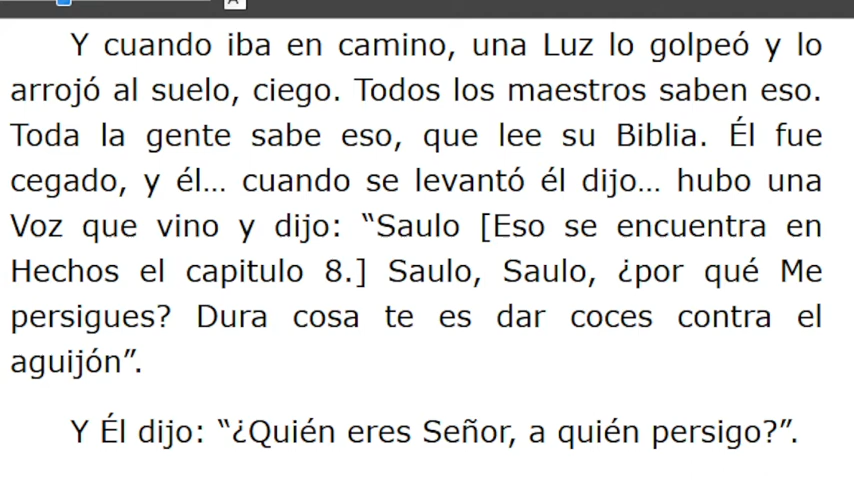 Y cuando iba en camino, una Luz lo golpeó y lo
arrojó al suelo, ciego. Todos los maestros saben eso.
Toda la gente sabe eso, que lee su Biblia. Él fue
cegado, y él... cuando se levantó él dijo... hubo una
Voz que vino y dijo: “Saulo [Eso se encuentra en
Hechos el capitulo 8.] Saulo, Saulo, ¿por qué Me
persigues? Dura cosa te es dar coces contra el
aguijón”.
Y Él dijo: “¿Quién eres Señor, a quién persigo?”.